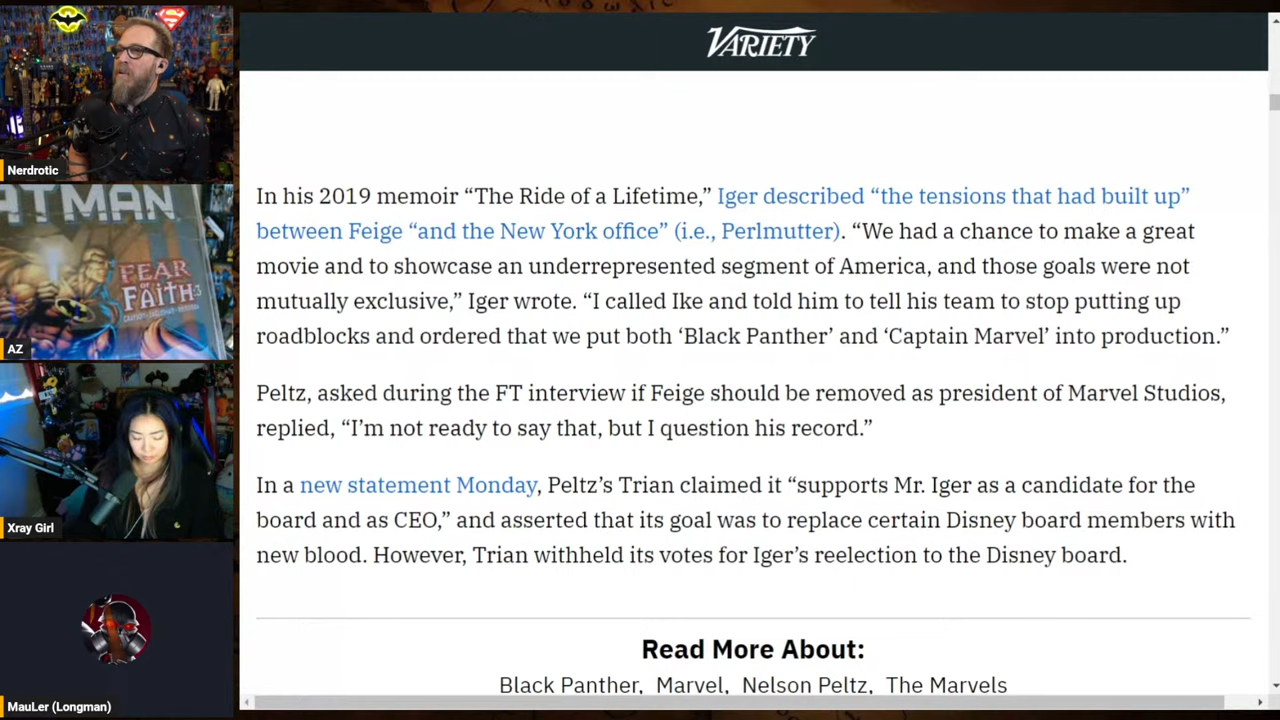 VARIETY
In his 2019 memoir “The Ride of a Lifetime,” Iger described “the tensions that had built up”
between Feige “and the New York office” (i.e., Perlmutter). “We had a chance to make a great
movie and to showcase an underrepresented segment of America, and those goals were not
mutually exclusive,” Iger wrote. “I called Ike and told him to tell his team to stop putting up
roadblocks and ordered that we put both ‘Black Panther’ and ‘Captain Marvel’ into production.”
Peltz, asked during the FT interview if Feige should be removed as president of Marvel Studios,
replied, “I’m not ready to say that, but I question his record.”
In a new statement Monday, Peltz’s Trian claimed it “supports Mr. Iger as a candidate for the
board and as CEO,” and asserted that its goal was to replace certain Disney board members with
new blood. However, Trian withheld its votes for Iger’s reelection to the Disney board.
Read More About:
Black Panther, Marvel, Nelson Peltz, The Marvels
Nerdrotic
ATMAN
FEAR
OF
FAITH
AZ
Xray Girl
MauLer (Longman)